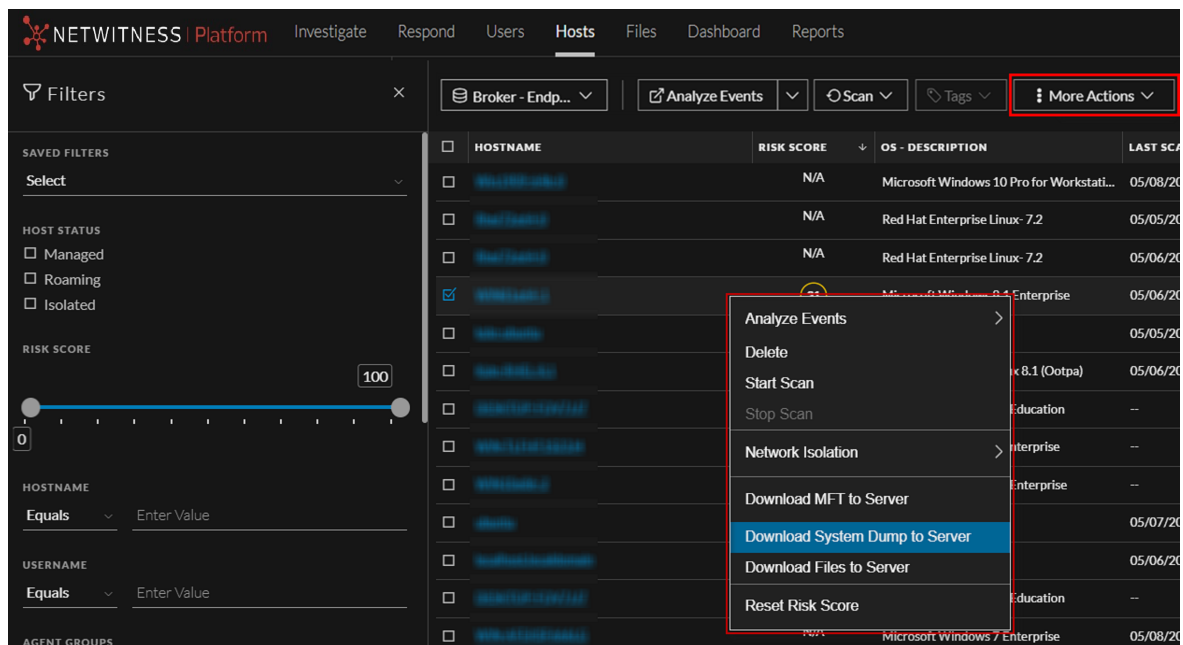 NETWITNESS Platform Investigate Respond Users Hosts Files Dashboard Reports
Filters
Broker - Endp... Analyze Events Scan Tags More Actions
SAVED FILTERS
Select
HOST STATUS
Managed
Roaming
Isolated
RISK SCORE
100
0
HOSTNAME
Equals Enter Value
USERNAME
Equals Enter Value
AGENT GROUPS
HOSTNAME RISK SCORE OS - DESCRIPTION LAST SCA
N/A Microsoft Windows 10 Pro for Workstati... 05/08/20
N/A Red Hat Enterprise Linux- 7.2 05/05/20
N/A Red Hat Enterprise Linux- 7.2 05/06/20
Microsoft Windows 8.1 Enterprise 05/06/20
05/05/20
x 8.1 (Ootpa) 05/06/20
Education --
nterprise --
Enterprise --
05/07/20
05/06/20
Education --
N/A Microsoft Windows 7 Enterprise 05/08/20
Analyze Events
Delete
Start Scan
Stop Scan
Network Isolation
Download MFT to Server
Download System Dump to Server
Download Files to Server
Reset Risk Score